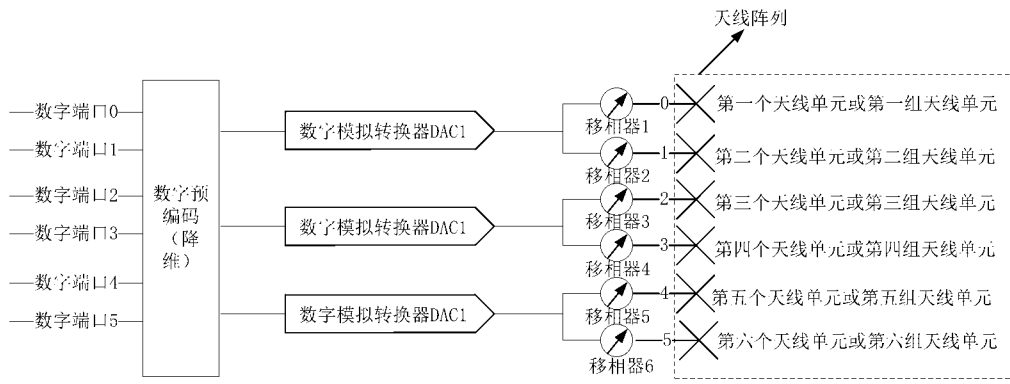 天线阵列
数字端口0
数字端口1
数字端口2
数字端口3
数字端口4
数字端口5
数字预
编码
（降
维）
数字模拟转换器DAC1
数字模拟转换器DAC1
数字模拟转换器DAC1
0
移相器1
第一个天线单元或第一组天线单元
1
移相器2
第二个天线单元或第二组天线单元
2
移相器3
第三个天线单元或第三组天线单元
3
移相器4
第四个天线单元或第四组天线单元
4
移相器5
第五个天线单元或第五组天线单元
5
移相器6
第六个天线单元或第六组天线单元